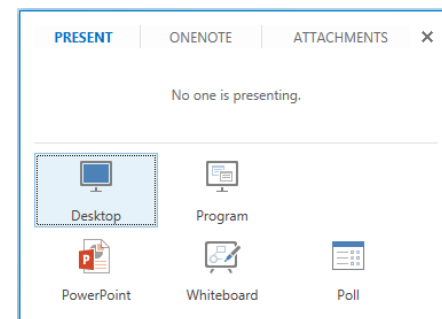 PRESENT ONENOTE ATTACHMENTS
No one is presenting.
Desktop Program
PowerPoint Whiteboard Poll